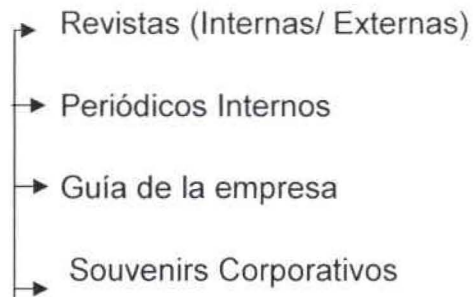 Revistas (Internas/ Externas)
Periódicos Internos
Guía de la empresa
Souvenirs Corporativos